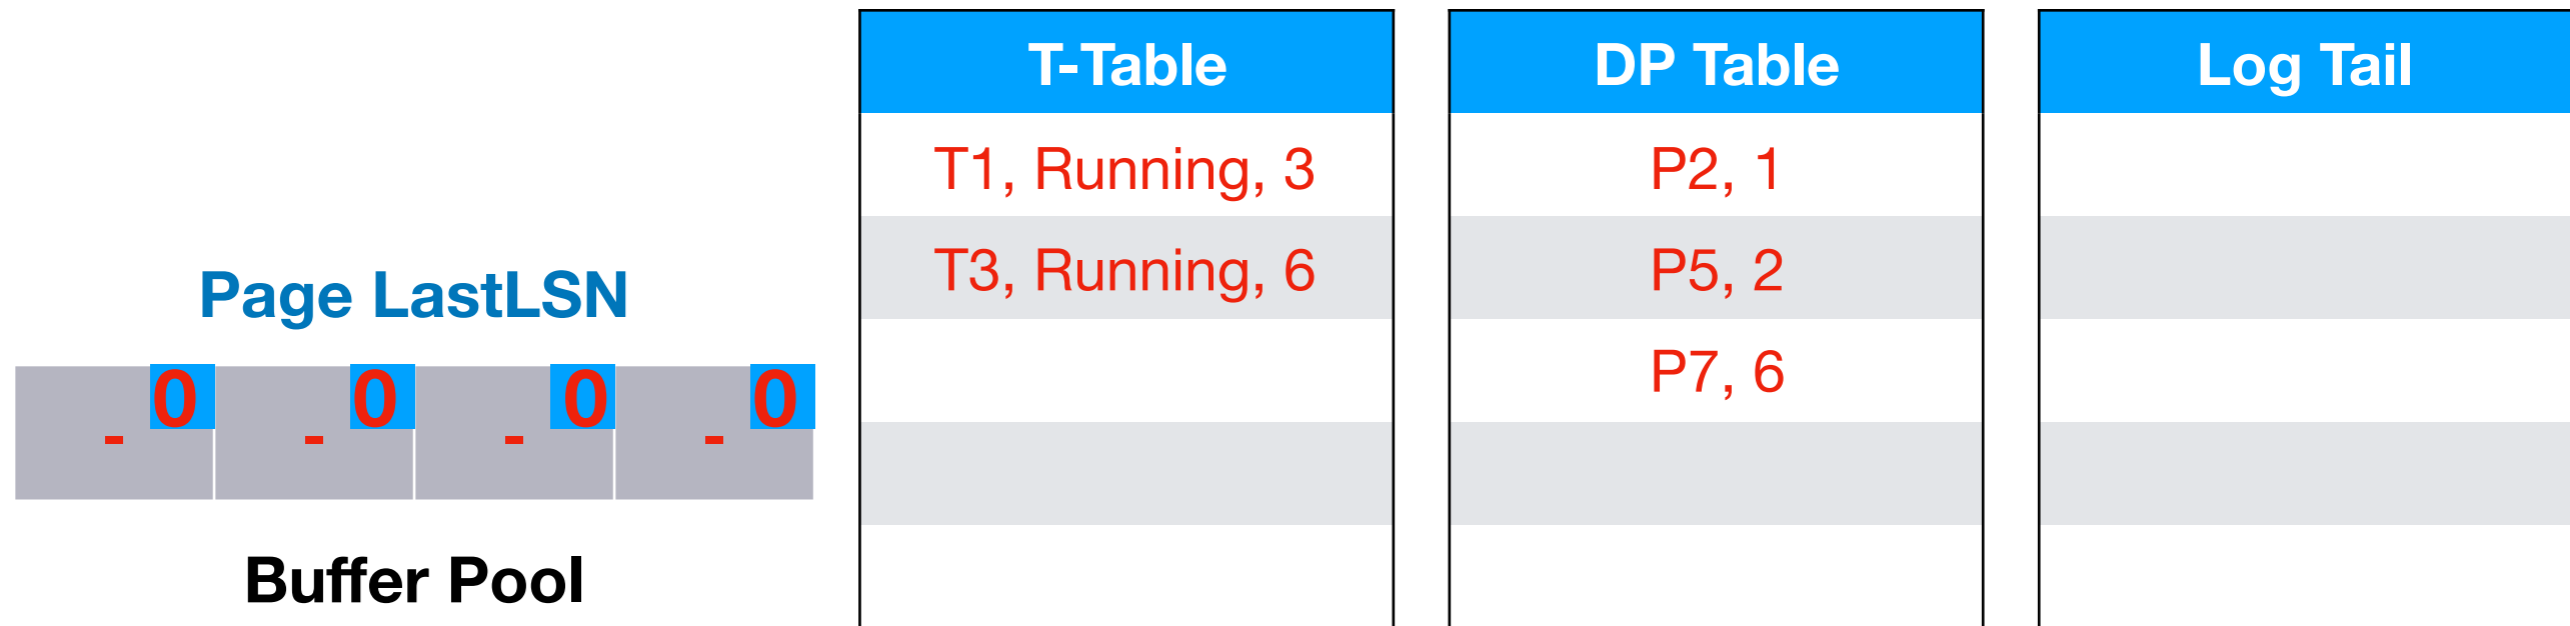 T-Table
DP Table
Log Tail
T1, Running, 3
P2, 1
T3, Running, 6
P5, 2
P7, 6
Page LastLSN
0 0 0 0
- - - -
Buffer Pool